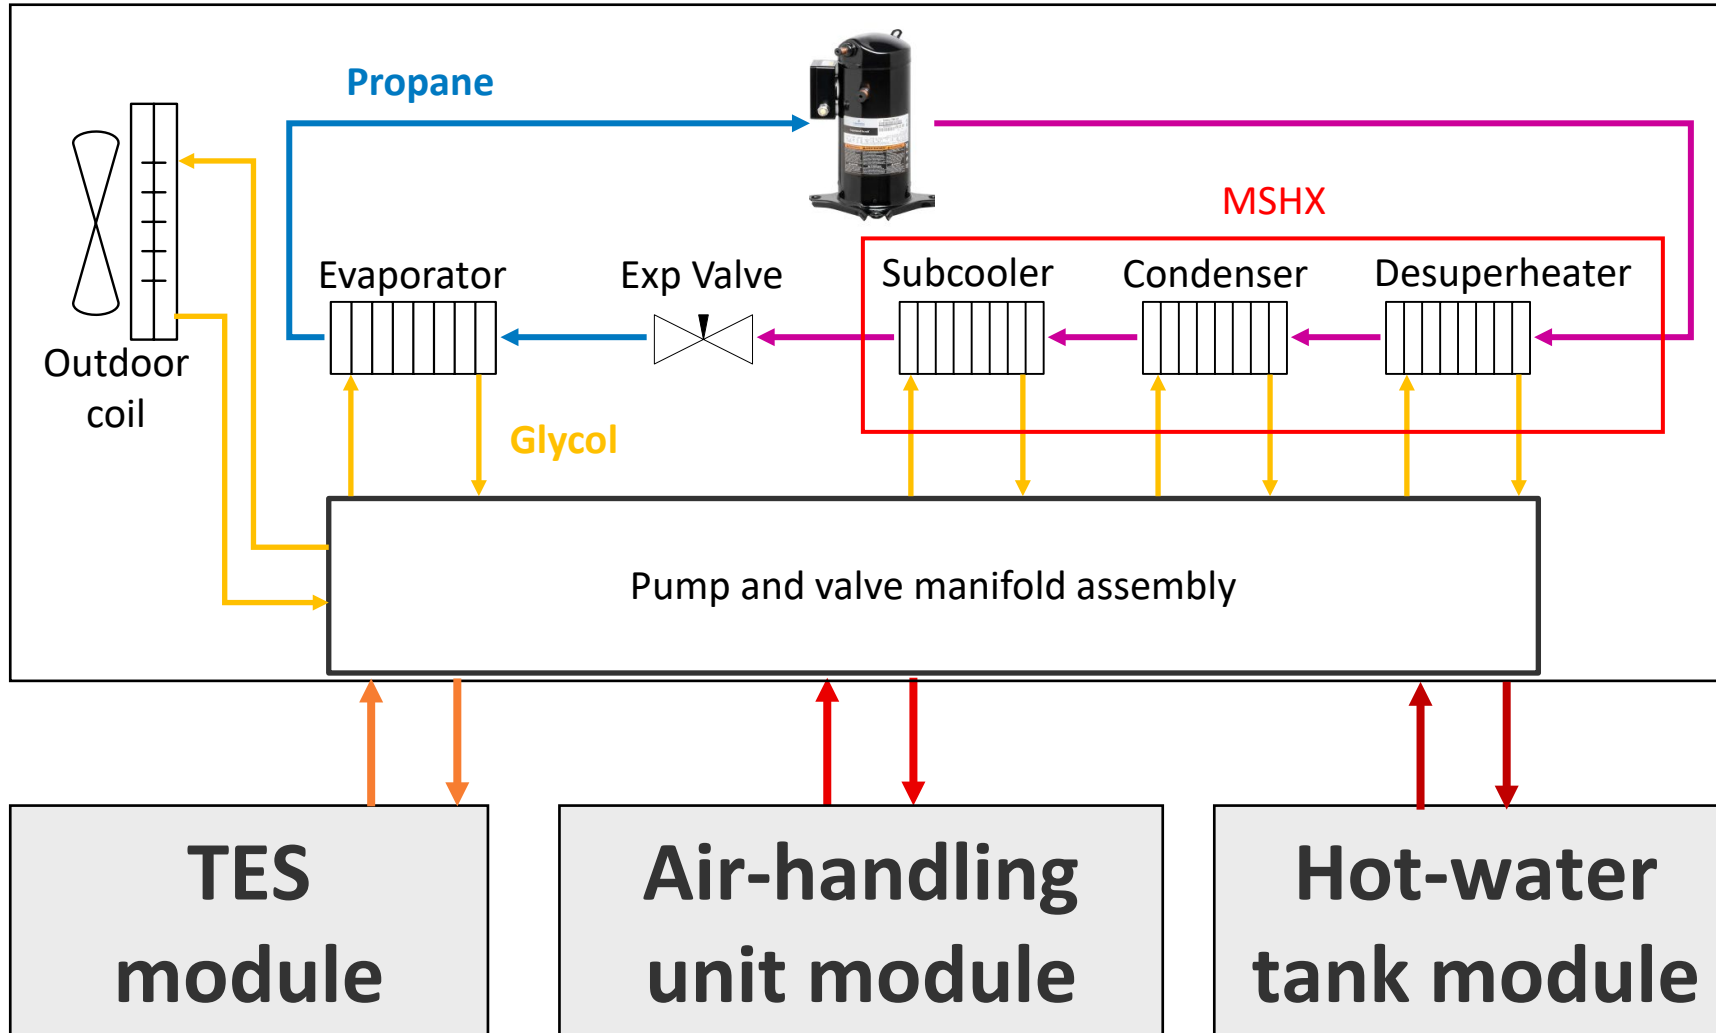 Propane
MSHX
Evaporator
Exp Valve
Subcooler
Condenser
Desuperheater
Outdoor
coil
Glycol
Pump and valve manifold assembly
TES
module
Air-handling
unit module
Hot-water
tank module